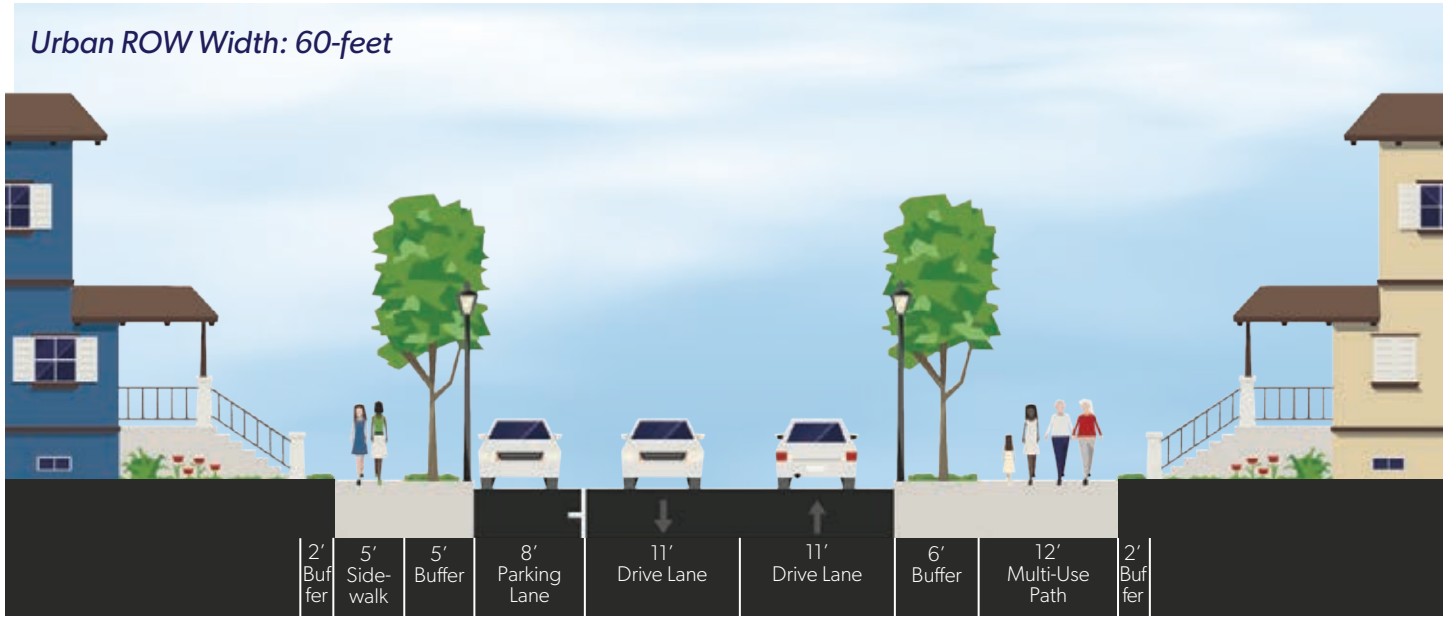 Urban ROW Width: 60-feet
2’
Buf
fer
5’
Side-
walk
5’
Buffer
8’
Parking
Lane
11’
Drive Lane
11’
Drive Lane
6’
Buffer
12’
Multi-Use
Path
2’
Buf
fer